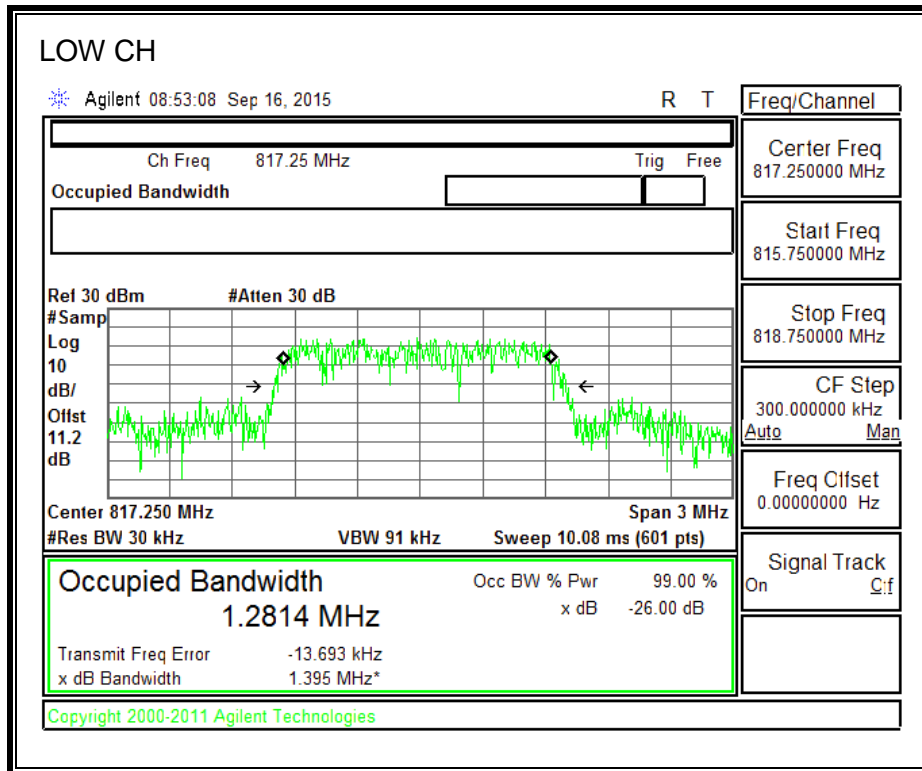 LOW CH
Agilent 08:53:08 Sep 16, 2015 R T
Freq/Channel
Ch Freq 817.25 MHz Trig Free
Occupied Bandwidth
Center Freq
817.250000 MHz
Start Freq
815.750000 MHz
Stop Freq
818.750000 MHz
CF Step
300.000000 kHz
Auto Man
Freq Offset
0.00000000 Hz
Signal Track
On Off
Ref 30 dBm #Atten 30 dB
#Samp
Log
10
dB/
Offst
11.2
dB
Center 817.250 MHz Span 3 MHz
#Res BW 30 kHz VBW 91 kHz Sweep 10.08 ms (601 pts)
Occupied Bandwidth
1.2814 MHz
Occ BW % Pwr 99.00 %
x dB -26.00 dB
Transmit Freq Error -13.693 kHz
x dB Bandwidth 1.395 MHz*
Copyright 2000-2011 Agilent Technologies